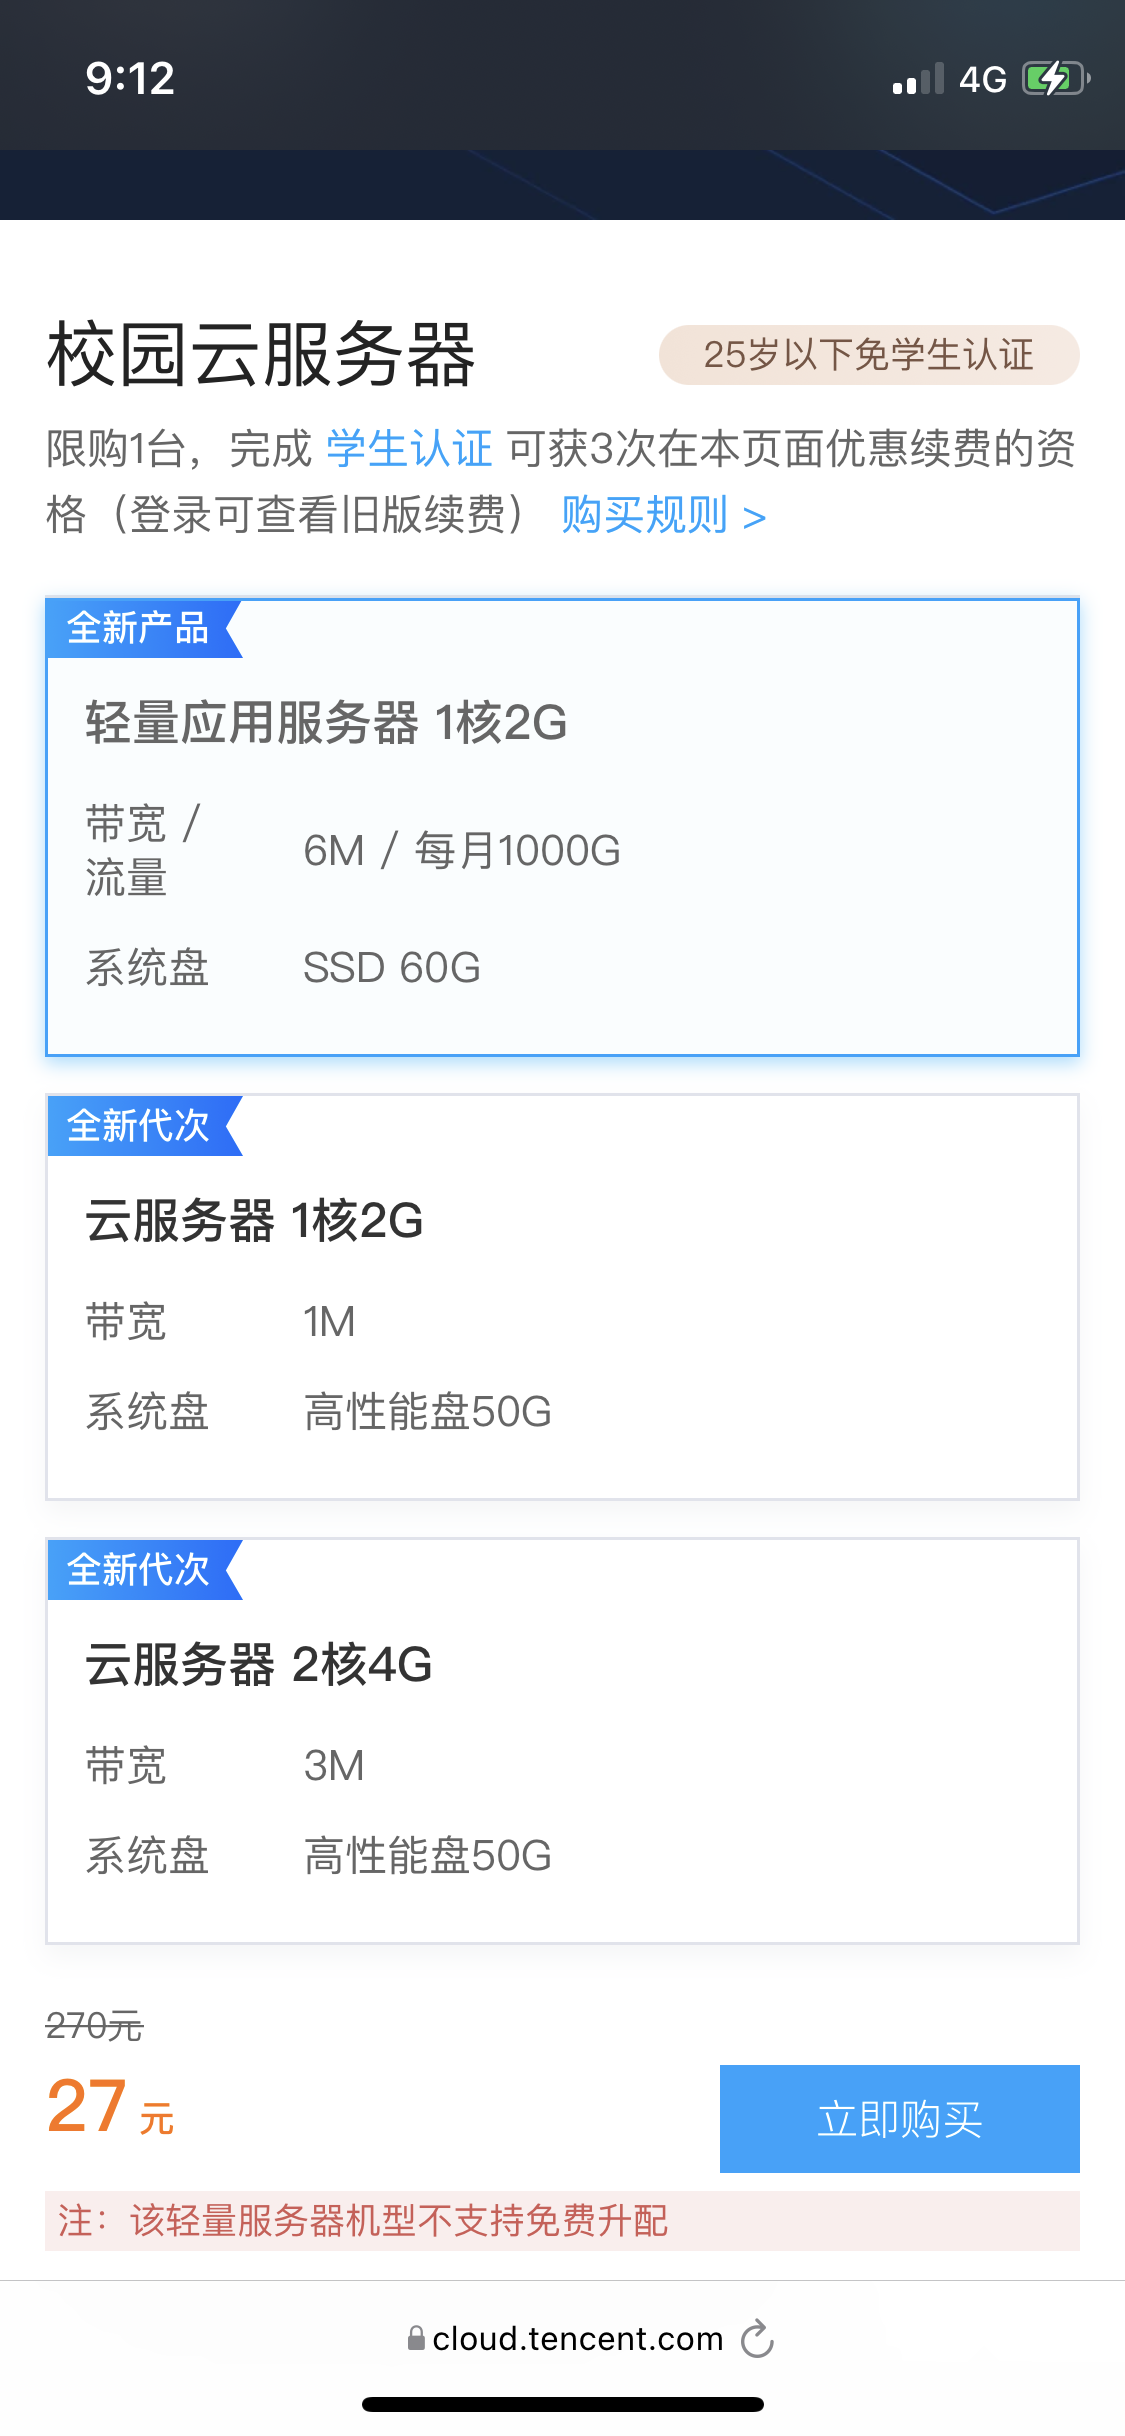 9:12
4G
校园云服务器
25岁以下免学生认证
限购1台，完成 学生认证 可获3次在本页面优惠续费的资
格（登录可查看旧版续费） 购买规则 >
全新产品
轻量应用服务器 1核2G
带宽 /
流量
6M / 每月1000G
系统盘 SSD 60G
全新代次
云服务器 1核2G
带宽 1M
系统盘 高性能盘50G
全新代次
云服务器 2核4G
带宽 3M
系统盘 高性能盘50G
270元
27 元
立即购买
注：该轻量服务器机型不支持免费升配
cloud.tencent.com